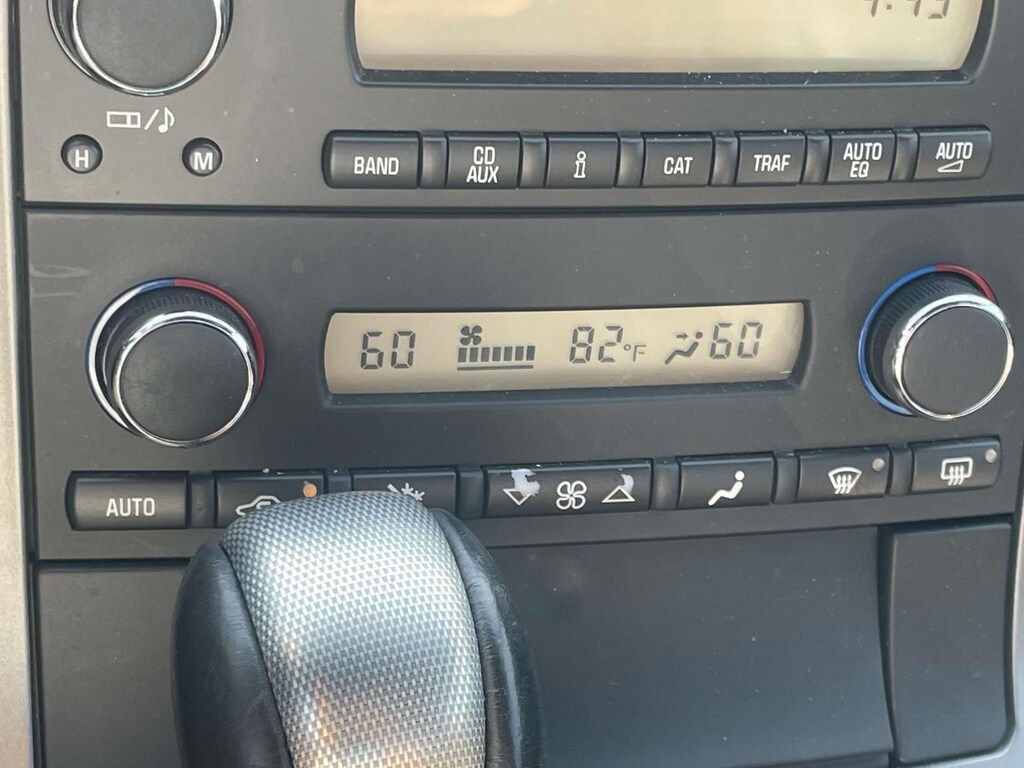 H M
BAND CD AUX i CAT TRAF AUTO EQ AUTO
60 82°F 60
AUTO